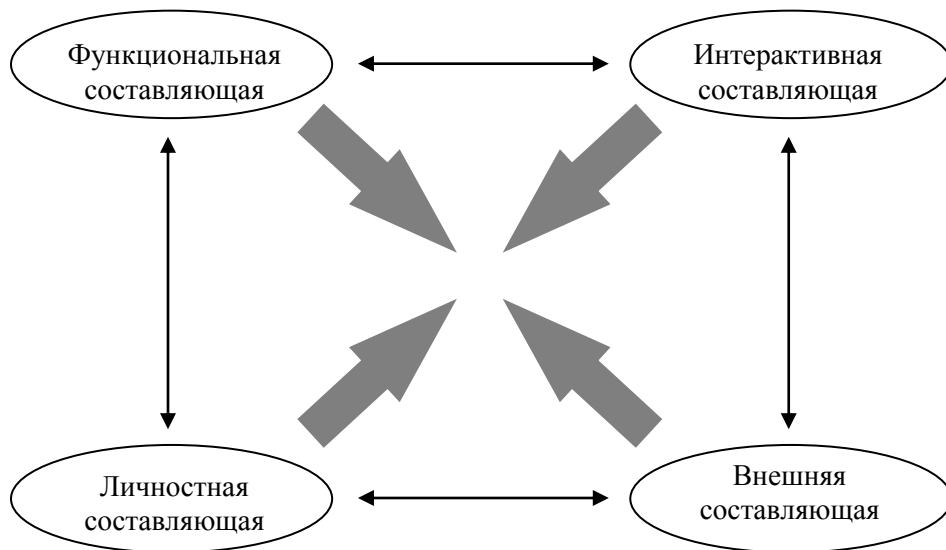 Функциональная
составляющая
Интерактивная
составляющая
Личностная
составляющая
Внешняя
составляющая